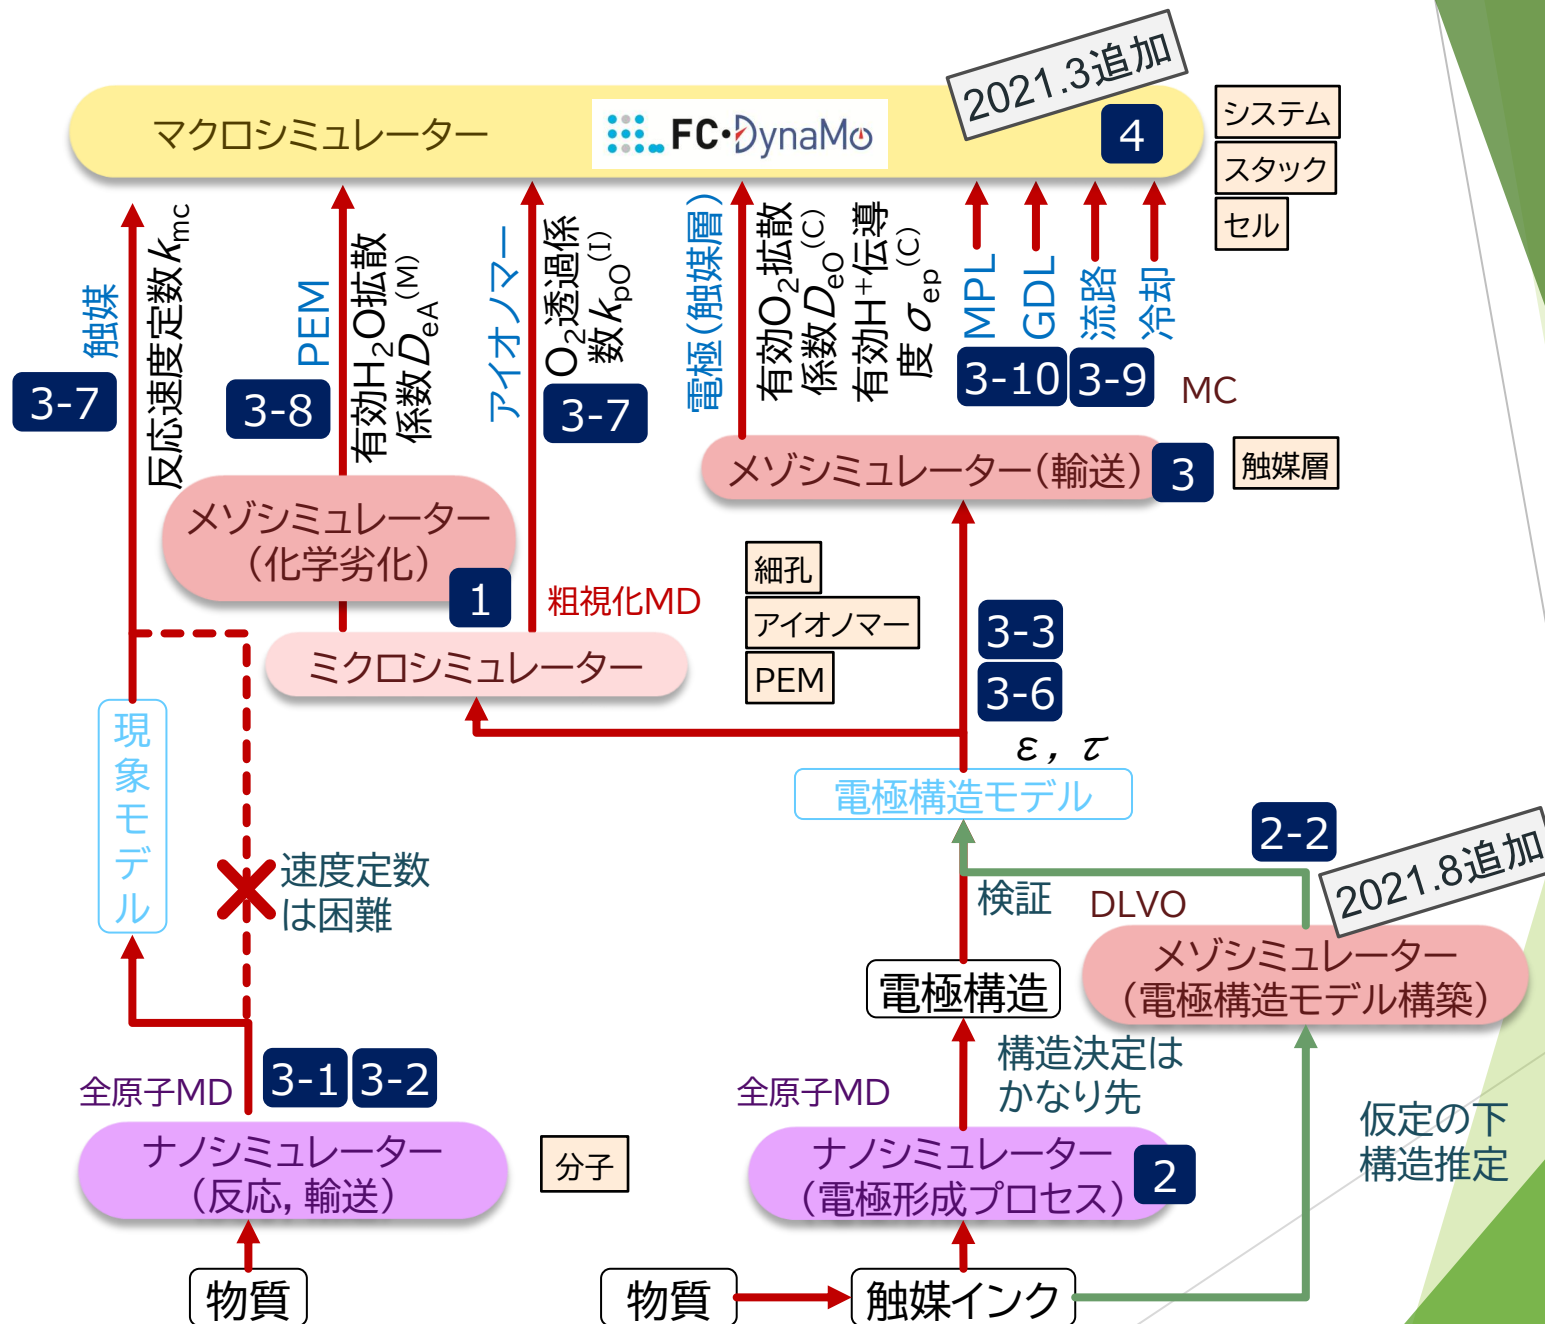 2021.3追加
マクロシミュレーター
FC・DynaMo
4
システム
スタック
セル
触媒
反応速度定数kmc
3-7
PEM
有効H2O拡散
係数DeA(M)
3-8
アイオノマー
O2透過係
数kpO(I)
3-7
電極(触媒層)
有効O2拡散
係数DeO(C)
有効H+伝導
度 σep(C)
MPL
GDL
流路
冷却
3-10
3-9
MC
メゾシミュレーター(輸送)
3
触媒層
メゾシミュレーター
(化学劣化)
1
粗視化MD
ミクロシミュレーター
細孔
アイオノマー
PEM
3-3
3-6
ε, τ
現象モデル
電極構造モデル
速度定数
は困難
2-2
2021.8追加
検証
DLVO
メゾシミュレーター
(電極構造モデル構築)
電極構造
構造決定は
かなり先
全原子MD
3-1
3-2
全原子MD
仮定の下
構造推定
ナノシミュレーター
(反応, 輸送)
分子
ナノシミュレーター
(電極形成プロセス)
2
物質
物質
触媒インク